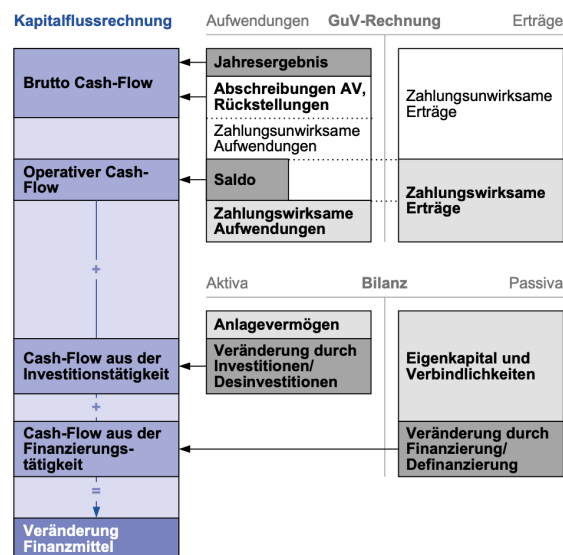 Kapitalflussrechnung
Aufwendungen GuV-Rechnung Erträge
Brutto Cash-Flow
Jahresergebnis
Abschreibungen AV,
Rückstellungen
Zahlungsunwirksame
Aufwendungen
Zahlungsunwirksame
Erträge
Operativer Cash-
Flow
Saldo
Zahlungswirksame
Aufwendungen
Zahlungswirksame
Erträge
+
Aktiva Bilanz Passiva
Anlagevermögen
Cash-Flow aus der
Investitionstätigkeit
Veränderung durch
Investitionen/
Desinvestitionen
Eigenkapital und
Verbindlichkeiten
+
Cash-Flow aus der
Finanzierungs-
tätigkeit
Veränderung durch
Finanzierung/
Definanzierung
=
Veränderung
Finanzmittel